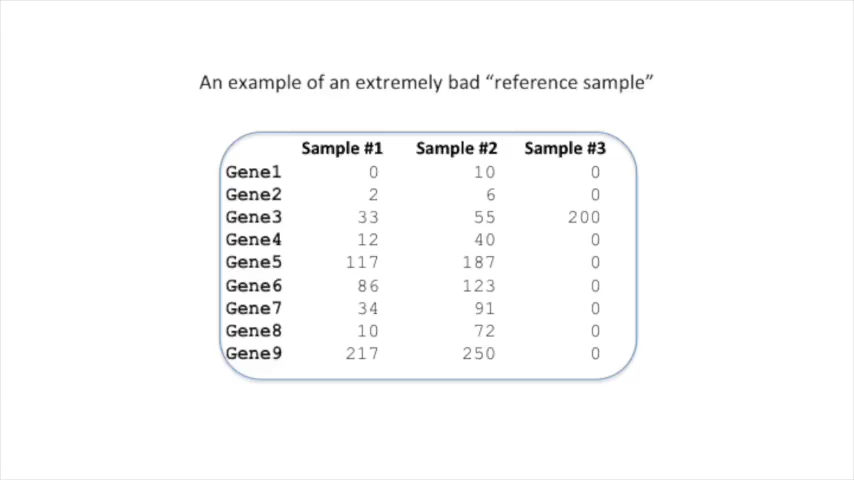 An example of an extremely bad “reference sample”
Sample #1 Sample #2 Sample #3
Gene1 0 10 0
Gene2 2 6 0
Gene3 33 55 200
Gene4 12 40 0
Gene5 117 187 0
Gene6 86 123 0
Gene7 34 91 0
Gene8 10 72 0
Gene9 217 250 0